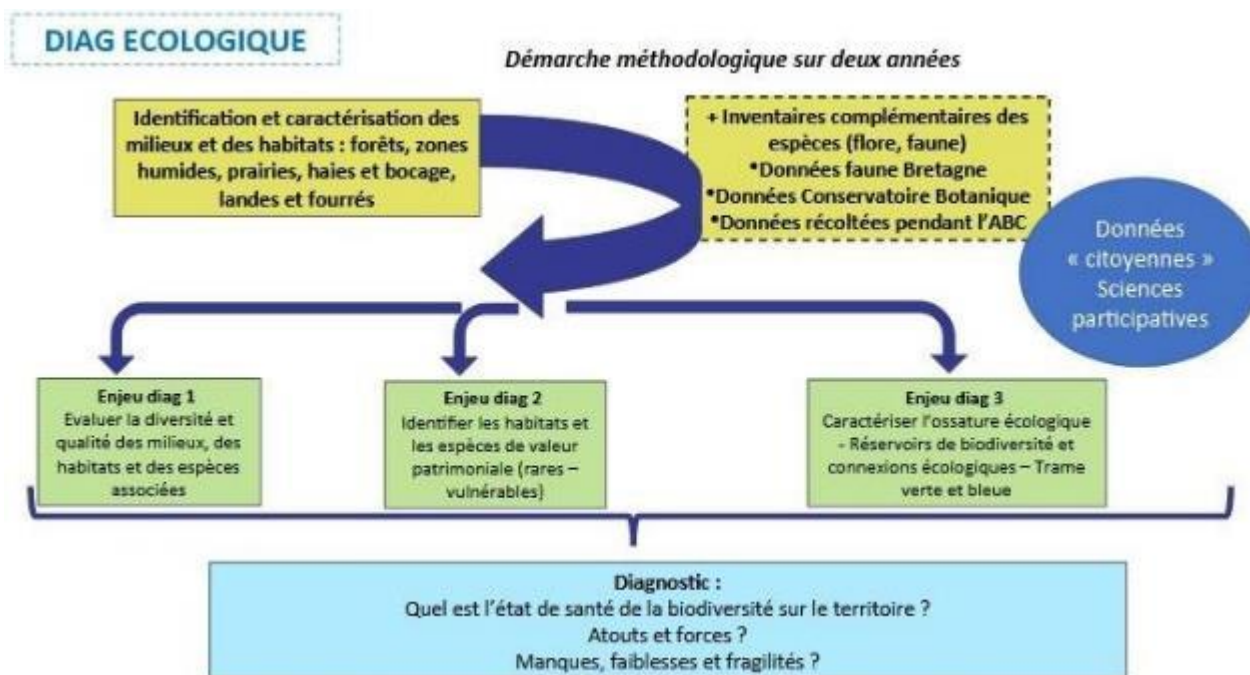 DIAG ECOLOGIQUE
Démarche méthodologique sur deux années
Identification et caractérisation des
milieux et des habitats : forêts, zones
humides, prairies, haies et bocage,
landes et fourrés
+ Inventaires complémentaires des
espèces (flore, faune)
•Données faune Bretagne
•Données Conservatoire Botanique
•Données récoltées pendant l'ABC
Données
« citoyennes »
Sciences
participatives
Enjeu diag 1
Evaluer la diversité et
qualité des milieux, des
habitats et des espèces
associées
Enjeu diag 2
Identifier les habitats et
les espèces de valeur
patrimoniale (rares –
vulnérables)
Enjeu diag 3
Caractériser l'ossature écologique
- Réservoirs de biodiversité et
connexions écologiques – Trame
verte et bleue
Diagnostic :
Quel est l'état de santé de la biodiversité sur le territoire ?
Atouts et forces ?
Manques, faiblesses et fragilités ?